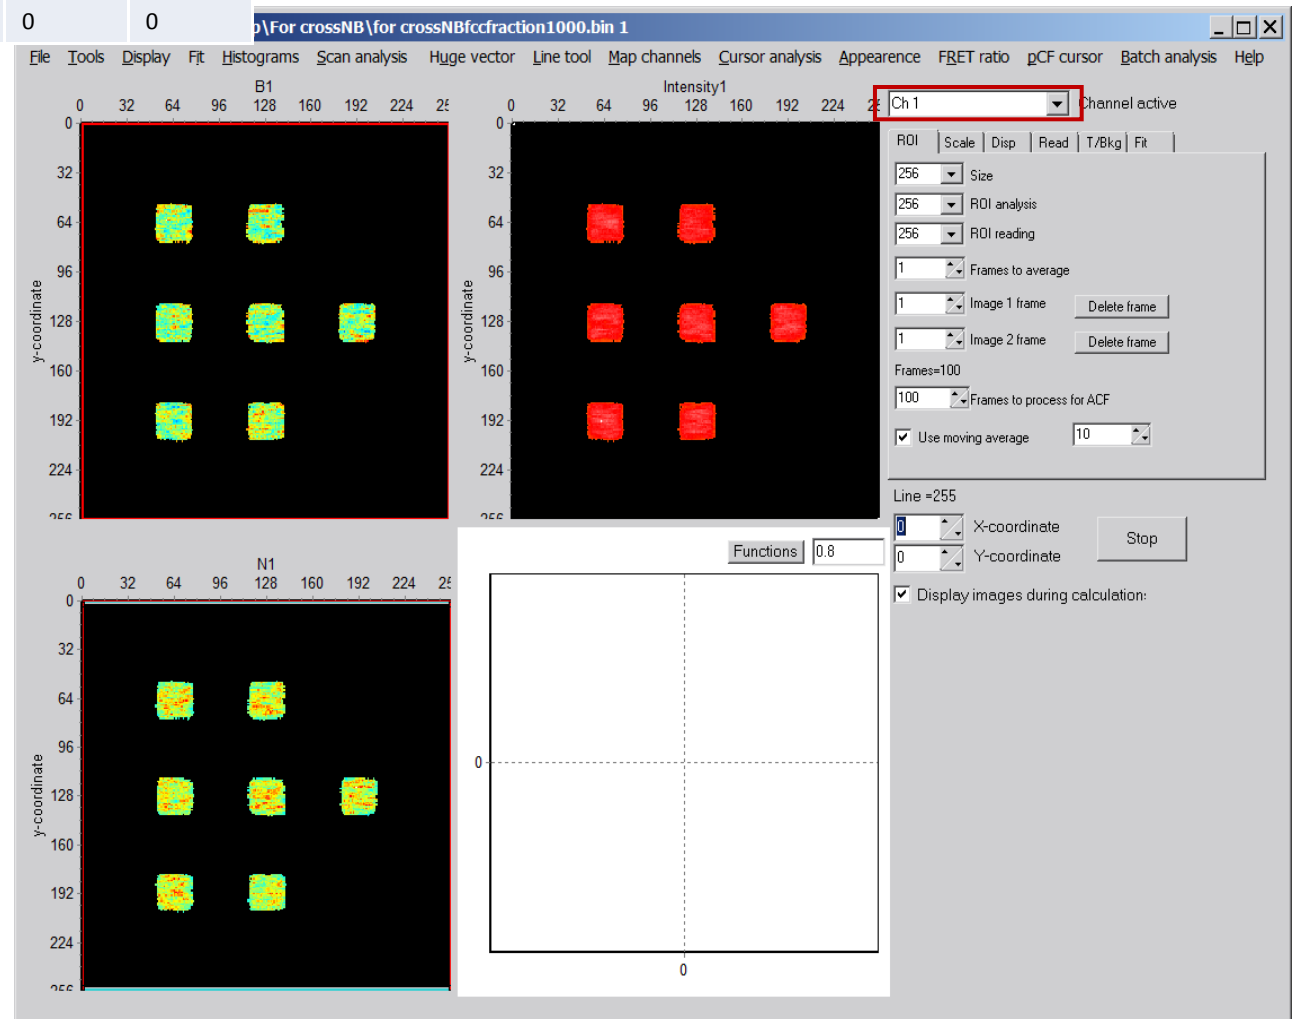 0 0
o\For crossNB\for crossNBfccfraction1000.bin 1
File Tools Display Fit Histograms Scan analysis Huge vector Line tool Map channels Cursor analysis Appearence FRET ratio pCF cursor Batch analysis Help
B1
0 32 64 96 128 160 192 224 25
0
32
64
96
128
160
192
224
256
y-coordinate
Intensity1
0 32 64 96 128 160 192 224 25
0
32
64
96
128
160
192
224
256
y-coordinate
Ch 1 Channel active
ROI Scale Disp Read T/Bkg Fit
256 Size
256 ROI analysis
256 ROI reading
1 Frames to average
1 Image 1 frame Delete frame
1 Image 2 frame Delete frame
Frames=100
100 Frames to process for ACF
Use moving average 10
Line =255
0 X-coordinate
0 Y-coordinate
Stop
Display images during calculation:
N1
0 32 64 96 128 160 192 224 25
0
32
64
96
128
160
192
224
256
y-coordinate
Functions 0.8
0
0